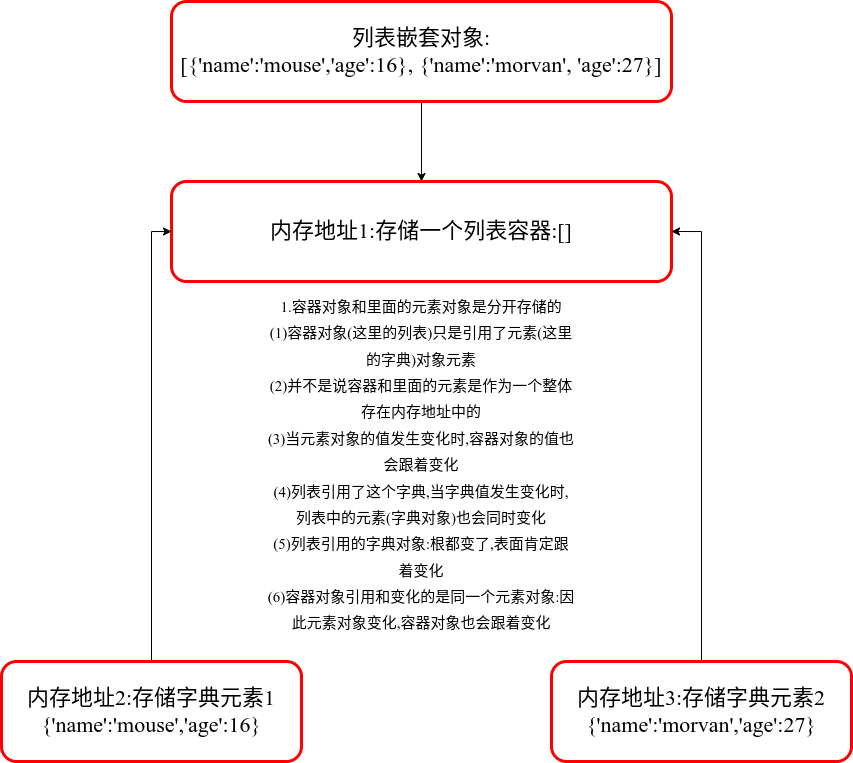 列表嵌套对象:
[{'name':'mouse','age':16}, {'name':'morvan', 'age':27}]
内存地址1:存储一个列表容器:[]
1.容器对象和里面的元素对象是分开存储的
(1)容器对象(这里的列表)只是引用了元素(这里
的字典)对象元素
(2)并不是说容器和里面的元素是作为一个整体
存在内存地址中的
(3)当元素对象的值发生变化时,容器对象的值也
会跟着变化
(4)列表引用了这个字典,当字典值发生变化时,
列表中的元素(字典对象)也会同时变化
(5)列表引用的字典对象:根都变了,表面肯定跟
着变化
(6)容器对象引用和变化的是同一个元素对象:因
此元素对象变化,容器对象也会跟着变化
内存地址2:存储字典元素1
{'name':'mouse','age':16}
内存地址3:存储字典元素2
{'name':'morvan','age':27}